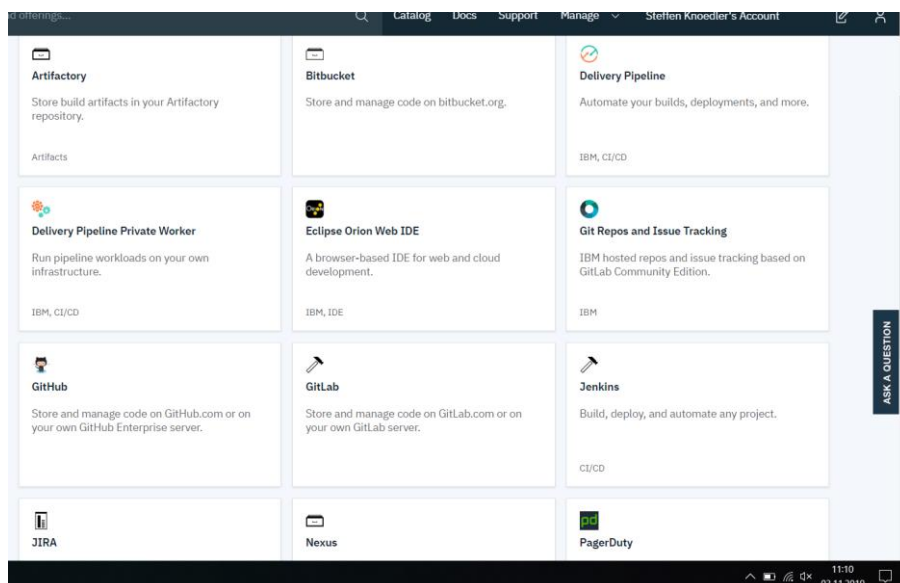 d offerings...
Catalog Docs Support Manage Steffen Knoedler's Account
Artifactory
Store build artifacts in your Artifactory
repository.
Artifacts
Bitbucket
Store and manage code on bitbucket.org.
Delivery Pipeline
Automate your builds, deployments, and more.
IBM, CI/CD
Delivery Pipeline Private Worker
Run pipeline workloads on your own
infrastructure.
IBM, CI/CD
Eclipse Orion Web IDE
A browser-based IDE for web and cloud
development.
IBM, IDE
Git Repos and Issue Tracking
IBM hosted repos and issue tracking based on
GitLab Community Edition.
IBM
GitHub
Store and manage code on GitHub.com or on
your own GitHub Enterprise server.
GitLab
Store and manage code on GitLab.com or on
your own GitLab server.
Jenkins
Build, deploy, and automate any project.
CI/CD
JIRA
Nexus
pd
PagerDuty
ASK A QUESTION
11:10